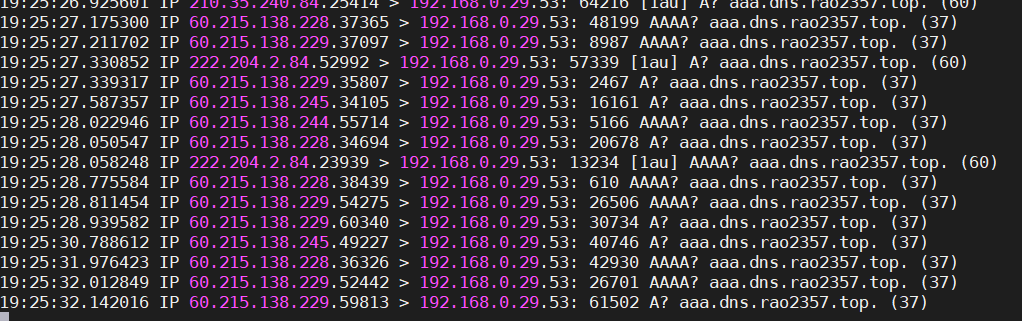 19:25:26.925601 IP 210.35.240.84.25414 > 192.168.0.29.53: 64216 [1au] A? aaa.dns.rao2357.top. (60)
19:25:27.175300 IP 60.215.138.228.37365 > 192.168.0.29.53: 48199 AAAA? aaa.dns.rao2357.top. (37)
19:25:27.211702 IP 60.215.138.229.37097 > 192.168.0.29.53: 8987 AAAA? aaa.dns.rao2357.top. (37)
19:25:27.330852 IP 222.204.2.84.52992 > 192.168.0.29.53: 57339 [1au] A? aaa.dns.rao2357.top. (60)
19:25:27.339317 IP 60.215.138.229.35807 > 192.168.0.29.53: 2467 A? aaa.dns.rao2357.top. (37)
19:25:27.587357 IP 60.215.138.245.34105 > 192.168.0.29.53: 16161 A? aaa.dns.rao2357.top. (37)
19:25:28.022946 IP 60.215.138.244.55714 > 192.168.0.29.53: 5166 AAAA? aaa.dns.rao2357.top. (37)
19:25:28.050547 IP 60.215.138.228.34694 > 192.168.0.29.53: 20678 A? aaa.dns.rao2357.top. (37)
19:25:28.058248 IP 222.204.2.84.23939 > 192.168.0.29.53: 13234 [1au] AAAA? aaa.dns.rao2357.top. (60)
19:25:28.775584 IP 60.215.138.228.38439 > 192.168.0.29.53: 610 AAAA? aaa.dns.rao2357.top. (37)
19:25:28.811454 IP 60.215.138.229.54275 > 192.168.0.29.53: 26506 AAAA? aaa.dns.rao2357.top. (37)
19:25:28.939582 IP 60.215.138.229.60340 > 192.168.0.29.53: 30734 AAAA? aaa.dns.rao2357.top. (37)
19:25:30.788612 IP 60.215.138.245.49227 > 192.168.0.29.53: 40746 A? aaa.dns.rao2357.top. (37)
19:25:31.976423 IP 60.215.138.228.36326 > 192.168.0.29.53: 42930 AAAA? aaa.dns.rao2357.top. (37)
19:25:32.012849 IP 60.215.138.229.52442 > 192.168.0.29.53: 26701 AAAA? aaa.dns.rao2357.top. (37)
19:25:32.142016 IP 60.215.138.229.59813 > 192.168.0.29.53: 61502 A? aaa.dns.rao2357.top. (37)